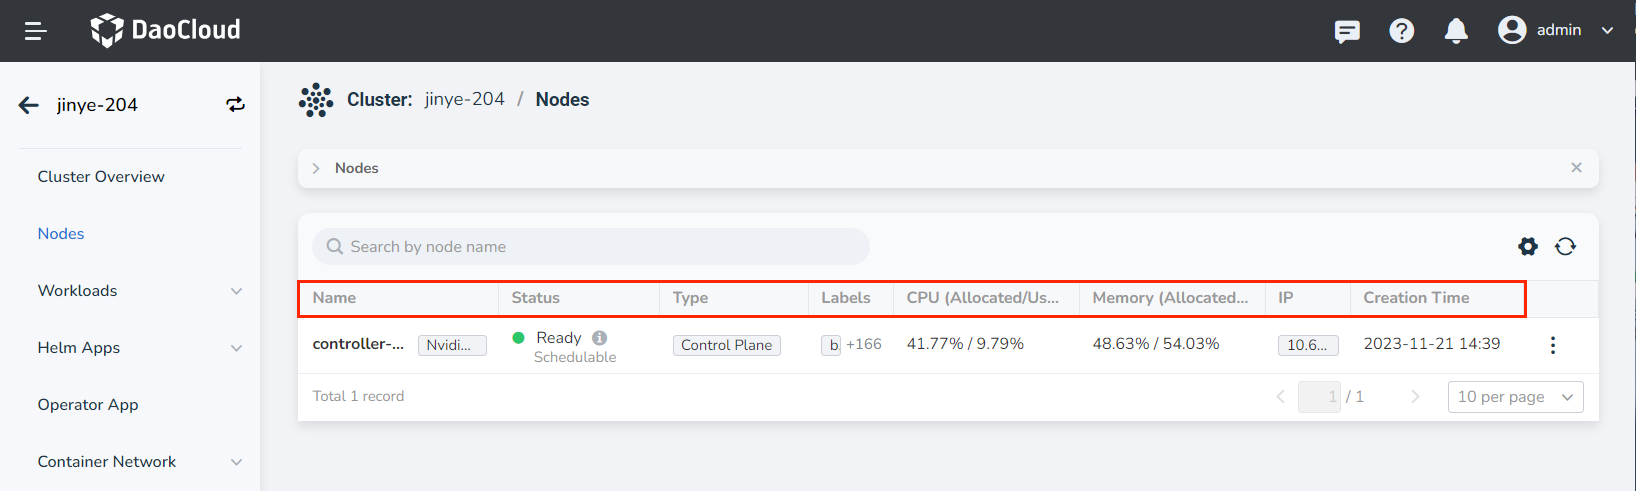 DaoCloud
admin
jinye-204
Cluster Overview
Nodes
Workloads
Helm Apps
Operator App
Container Network
Cluster: jinye-204 / Nodes
Nodes
Search by node name
Name Status Type Labels CPU (Allocated/Us... Memory (Allocated... IP Creation Time
controller-... Nvidi... Ready Control Plane b +166 41.77% / 9.79% 48.63% / 54.03% 10.6... 2023-11-21 14:39
Schedulable
Total 1 record
1 / 1
10 per page